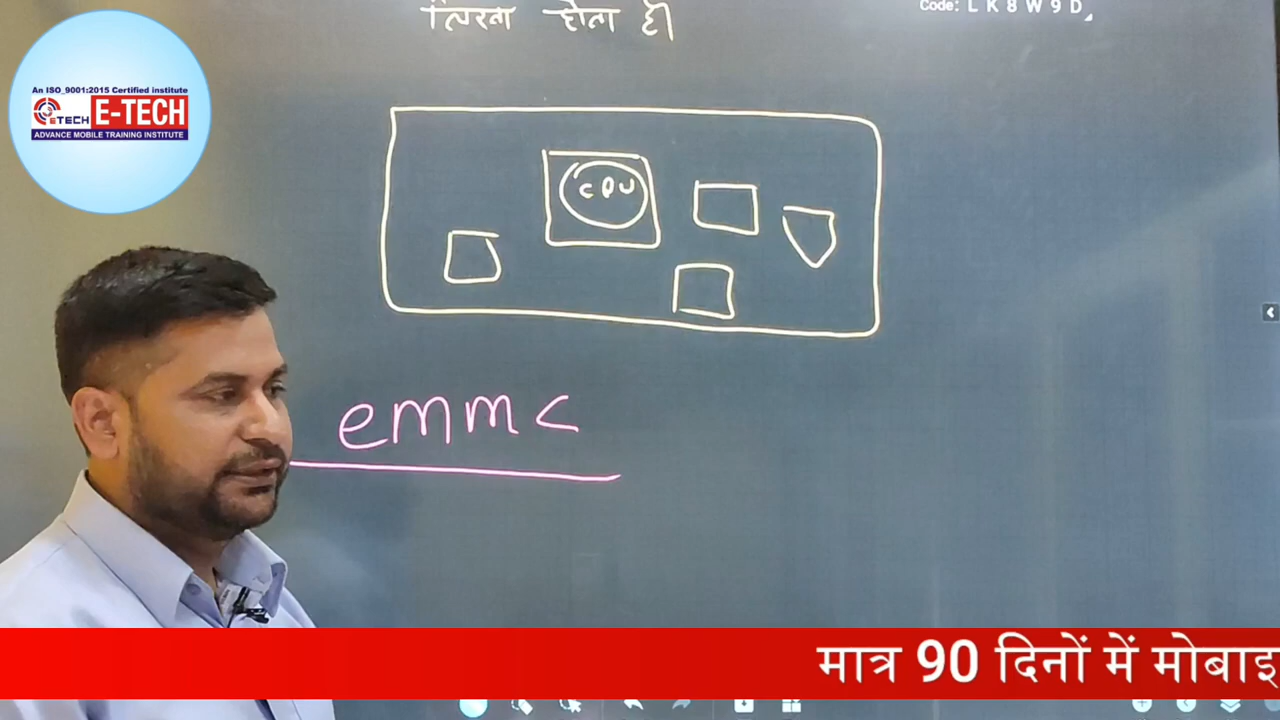 होता है।
Code: L K 8 W 9 D
An ISO_9001:2015 Certified institute
ETECH E-TECH
ADVANCE MOBILE TRAINING INSTITUTE
CPU
emmc
मात्र 90 दिनों में मोबाइ